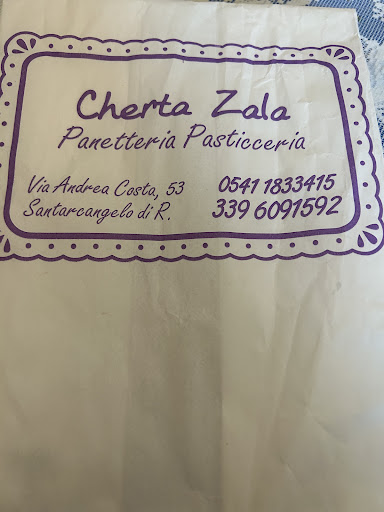 Cherta Zala
Panetteria Pasticceria
Via Andrea Costa, 53 0541 1833415
Santarcangelo di R. 339 6091592